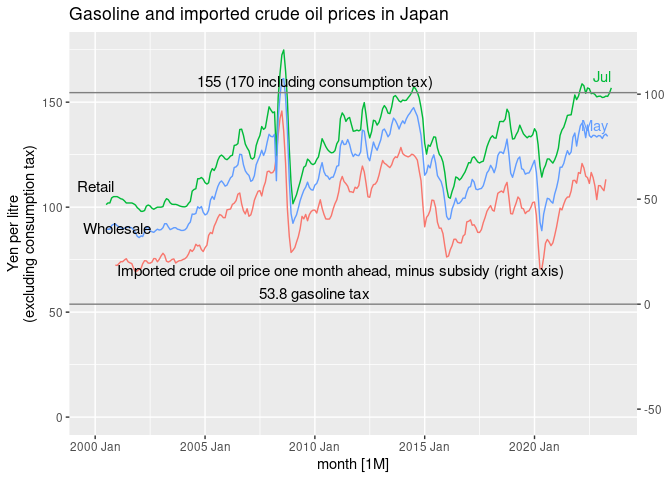 Gasoline and imported crude oil prices in Japan
Yen per litre
(excluding consumption tax)
150
100
50
0
155 (170 including consumption tax)
Jul
May
Retail
Wholesale
Imported crude oil price one month ahead, minus subsidy (right axis)
53.8 gasoline tax
100
50
0
-50
2000 Jan
2005 Jan
2010 Jan
2015 Jan
2020 Jan
month [1M]